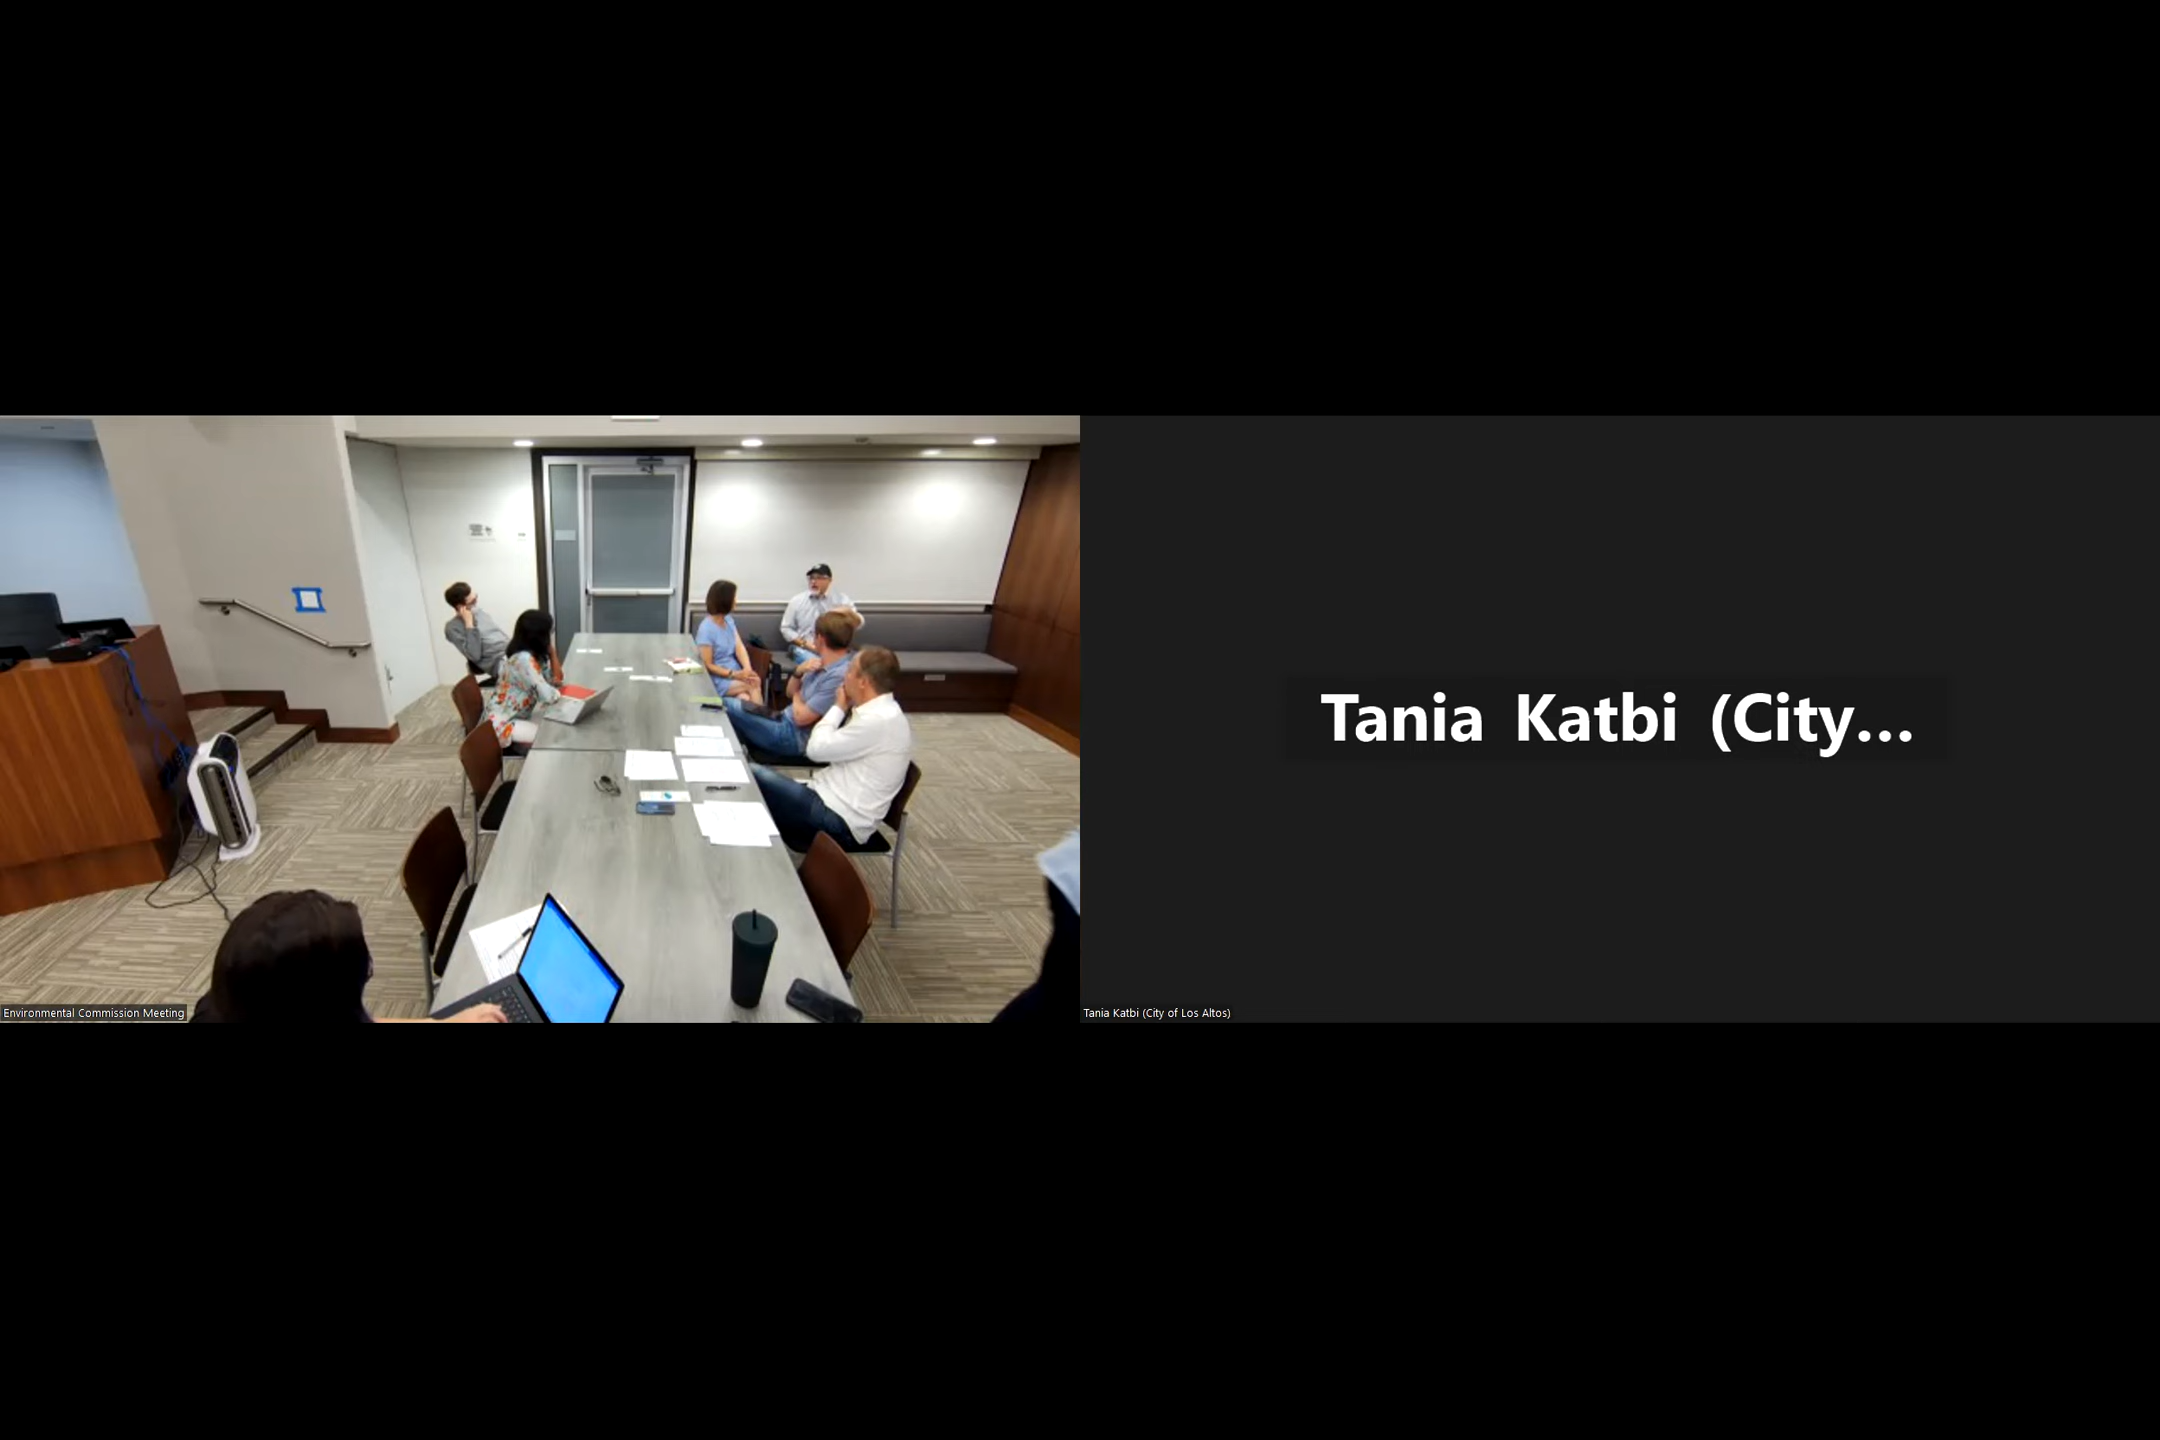 Tania Katbi (City...
Environmental Commission Meeting
Tania Katbi (City of Los Altos)